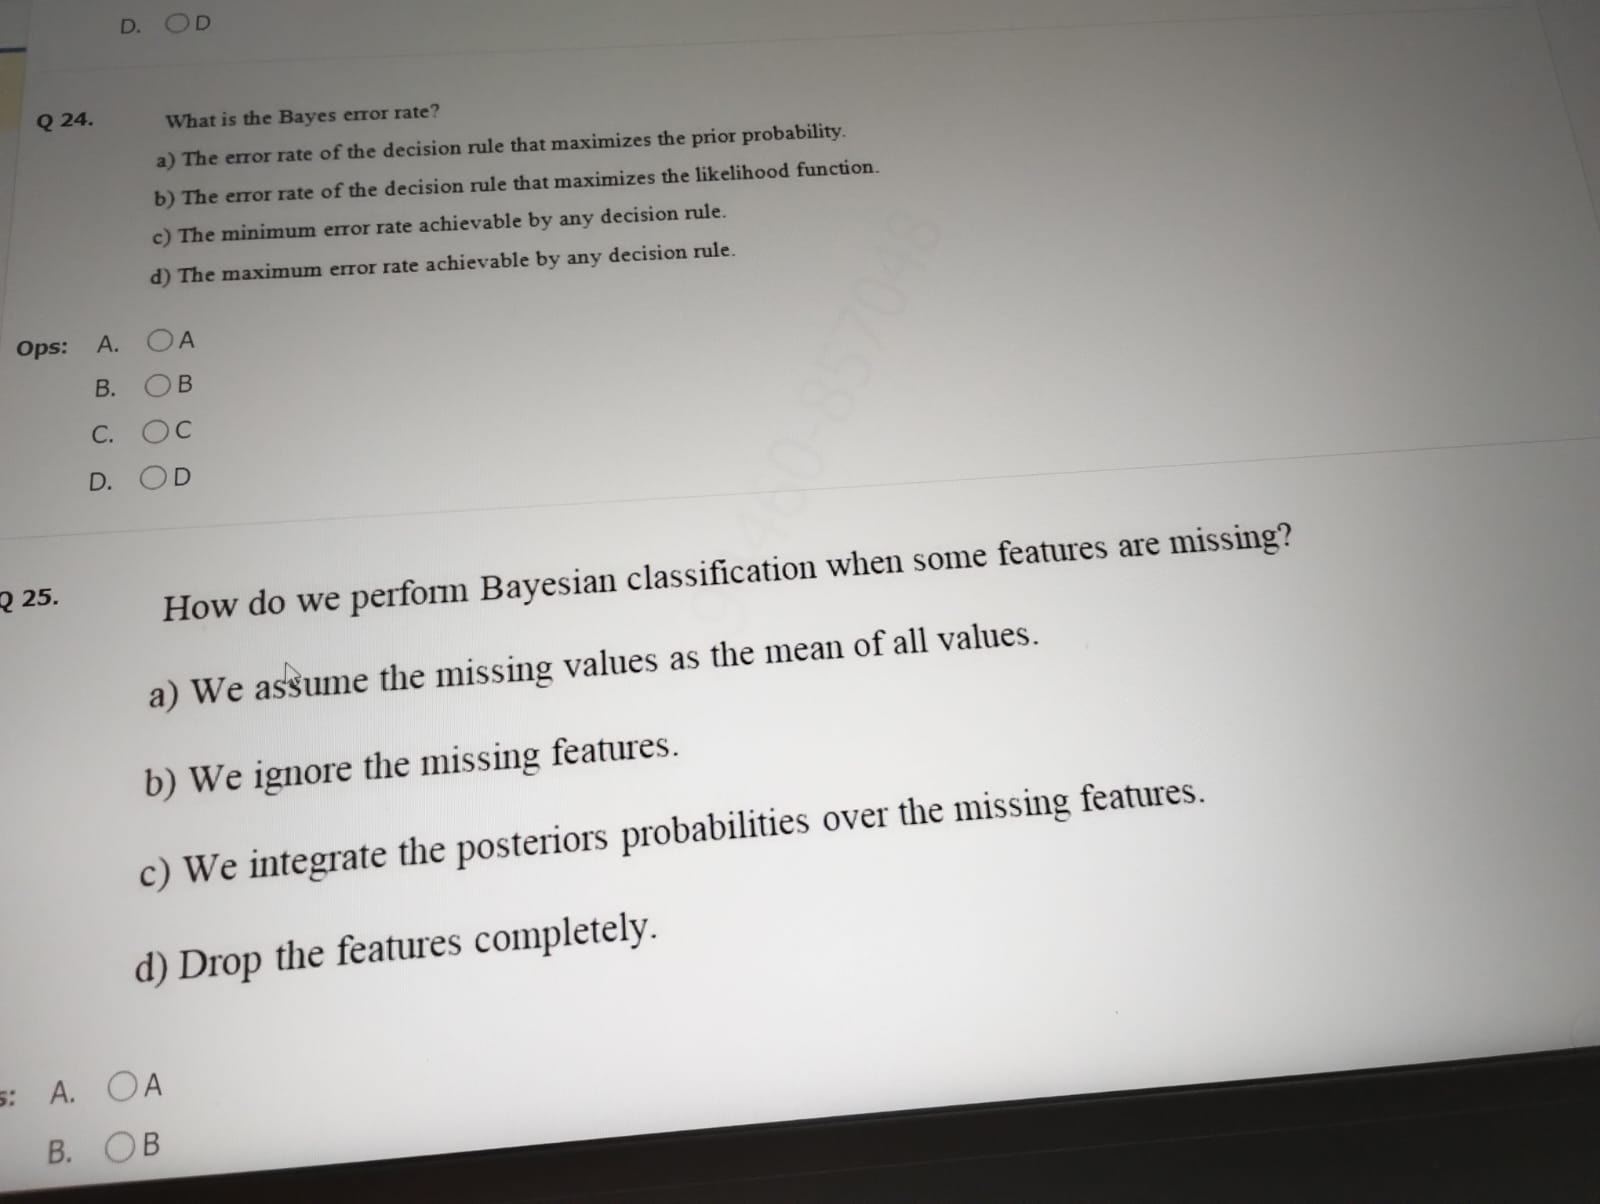 D. D
Q 24. What is the Bayes error rate?
a) The error rate of the decision rule that maximizes the prior probability.
b) The error rate of the decision rule that maximizes the likelihood function.
c) The minimum error rate achievable by any decision rule.
d) The maximum error rate achievable by any decision rule.
Ops: A. A
B. B
C. C
D. D
Q 25. How do we perform Bayesian classification when some features are missing?
a) We assume the missing values as the mean of all values.
b) We ignore the missing features.
c) We integrate the posteriors probabilities over the missing features.
d) Drop the features completely.
s: A. A
B. B